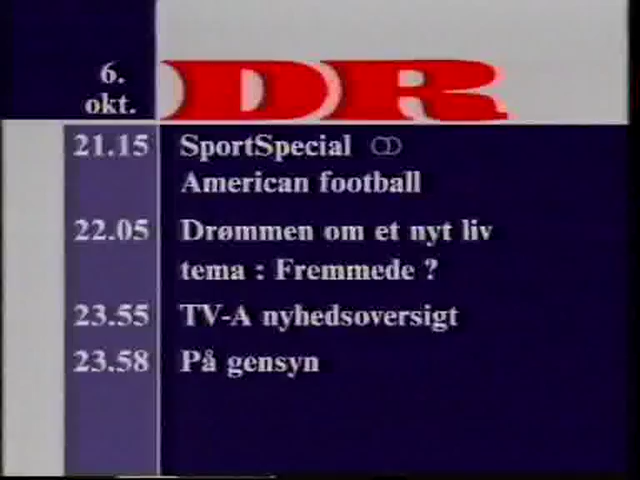 6.
okt.
DR
21.15 SportSpecial
American football
22.05 Drømmen om et nyt liv
tema : Fremmede ?
23.55 TV-A nyhedsoversigt
23.58 På gensyn